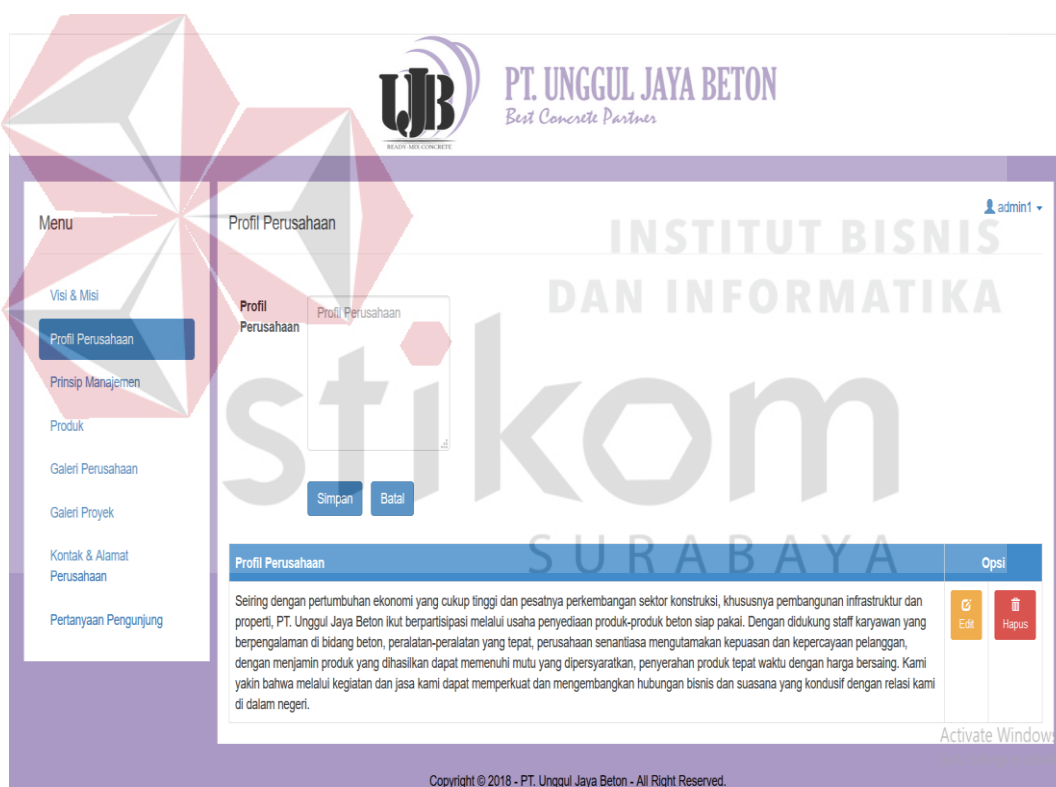 UJB
READY-MIX CONCRETE
PT. UNGGUL JAYA BETON
Best Concrete Partner
admin1
Menu
Profil Perusahaan
INSTITUT BISNIS
DAN INFORMATIKA
stikom
SURABAYA
Visi & Misi
Profil Perusahaan
Prinsip Manajemen
Produk
Galeri Perusahaan
Galeri Proyek
Kontak & Alamat
Perusahaan
Pertanyaan Pengunjung
Profil
Perusahaan
Profil Perusahaan
Simpan
Batal
Profil Perusahaan
Opsi
Seiring dengan pertumbuhan ekonomi yang cukup tinggi dan pesatnya perkembangan sektor konstruksi, khususnya pembangunan infrastruktur dan
properti, PT. Unggul Jaya Beton ikut berpartisipasi melalui usaha penyediaan produk-produk beton siap pakai. Dengan didukung staff karyawan yang
berpengalaman di bidang beton, peralatan-peralatan yang tepat, perusahaan senantiasa mengutamakan kepuasan dan kepercayaan pelanggan,
dengan menjamin produk yang dihasilkan dapat memenuhi mutu yang dipersyaratkan, penyerahan produk tepat waktu dengan harga bersaing. Kami
yakin bahwa melalui kegiatan dan jasa kami dapat memperkuat dan mengembangkan hubungan bisnis dan suasana yang kondusif dengan relasi kami
di dalam negeri.
Edit
Hapus
Activate Windows
Copyright © 2018 - PT. Unggul Jaya Beton - All Right Reserved.